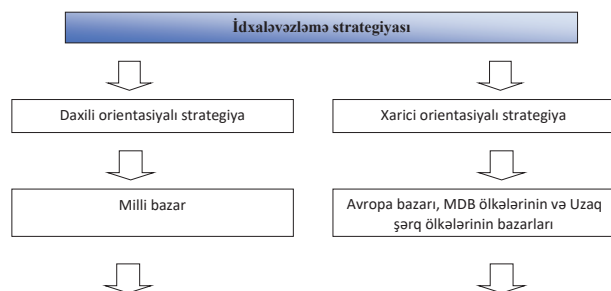 İdxaləvəzləmə strategiyası
Daxili orientasiyalı strategiya
Xarici orientasiyalı strategiya
Milli bazar
Avropa bazarı, MDB ölkələrinin və Uzaq
şərq ölkələrinin bazarları